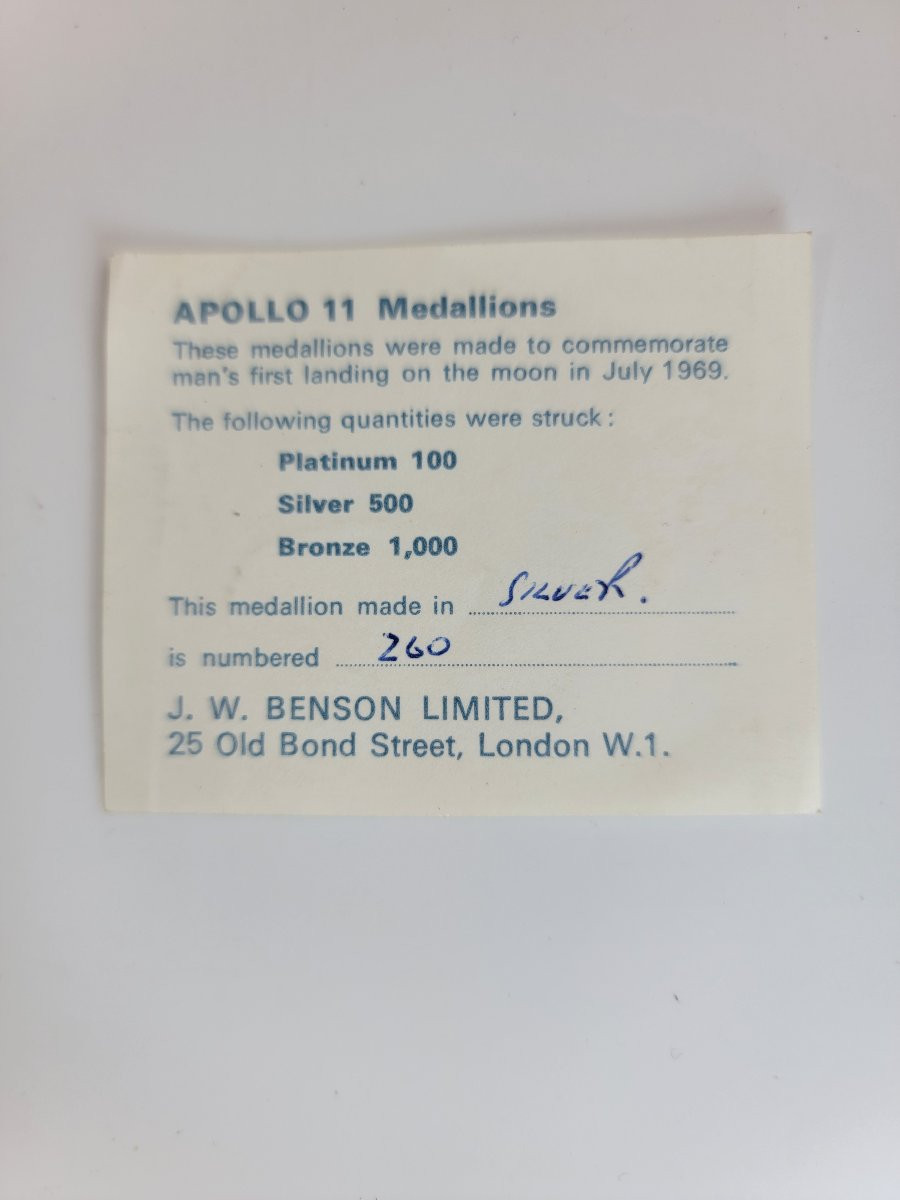 APOLLO 11 Medallions
These medallions were made to commemorate
man's first landing on the moon in July 1969.
The following quantities were struck :
Platinum 100
Silver 500
Bronze 1,000
This medallion made in SILVER.
is numbered 260
J. W. BENSON LIMITED,
25 Old Bond Street, London W.1.